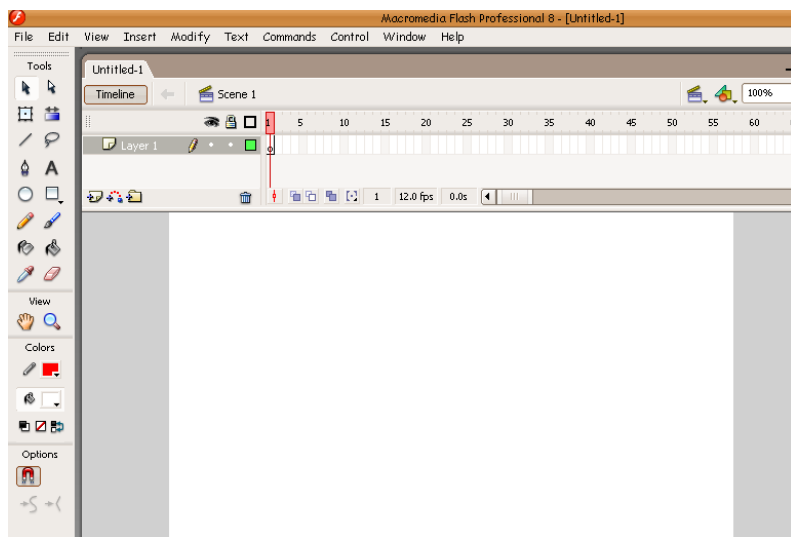 Macromedia Flash Professional 8 - [Untitled-1]
File Edit View Insert Modify Text Commands Control Window Help
Tools
Untitled-1
Timeline Scene 1 100%
1 5 10 15 20 25 30 35 40 45 50 55 60
Layer 1
1 12.0 fps 0.0s
View
Colors
Options